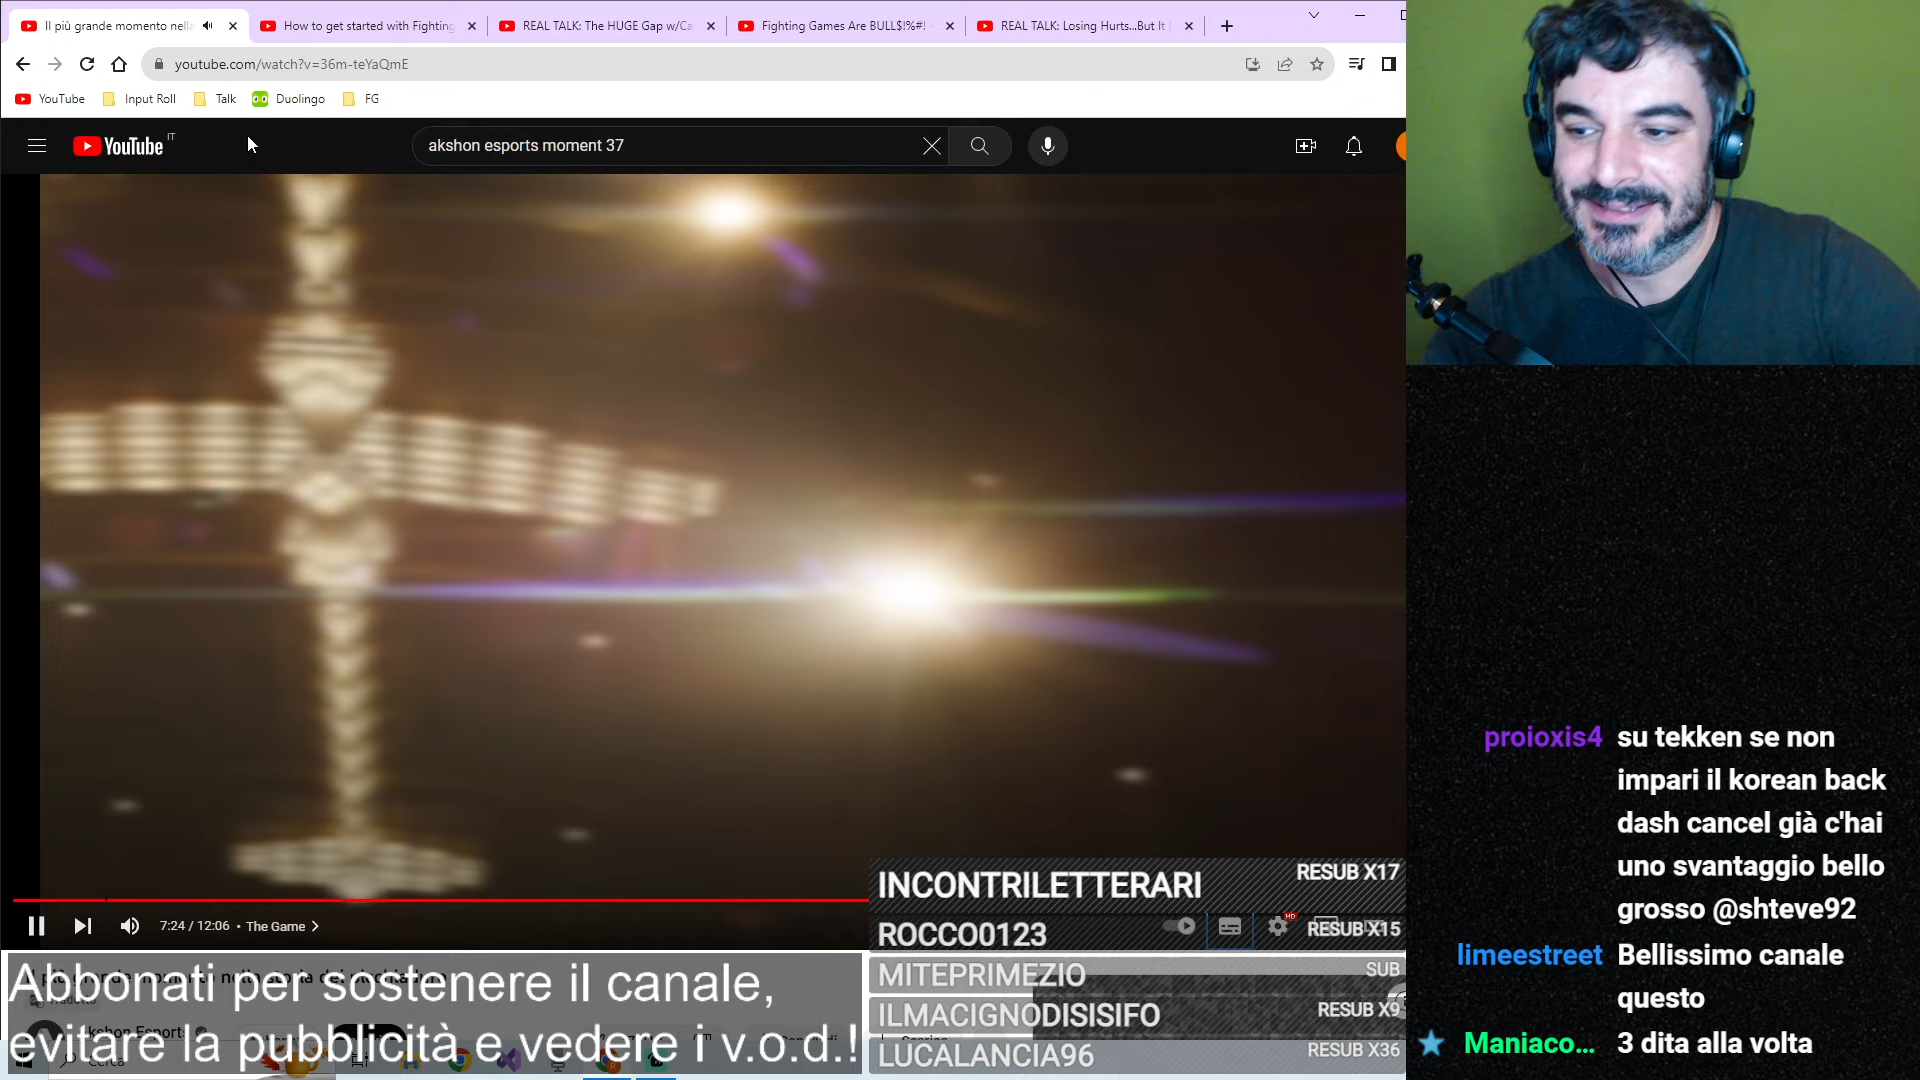 Il più grande momento nella
How to get started with Fighting
REAL TALK: The HUGE Gap w/Ca
Fighting Games Are BULL$!%#! -
REAL TALK: Losing Hurts...But It
youtube.com/watch?v=36m-teYaQmE
YouTube
Input Roll
Talk
Duolingo
FG
YouTube IT
akshon esports moment 37
7:24 / 12:06 • The Game
HD
INCONTRILETTERARI RESUB X17
ROCCO0123 RESUB X15
MITEPRIMEZIO SUB
ILMACIGNODISISIFO RESUB X9
LUCALANCIA96 RESUB X36
Abbonati per sostenere il canale,
evitare la pubblicità e vedere i v.o.d.!
Akshon Esports
Cerca
proioxis4 su tekken se non
impari il korean back
dash cancel già c'hai
uno svantaggio bello
grosso @shteve92
limeestreet Bellissimo canale
questo
Maniaco... 3 dita alla volta